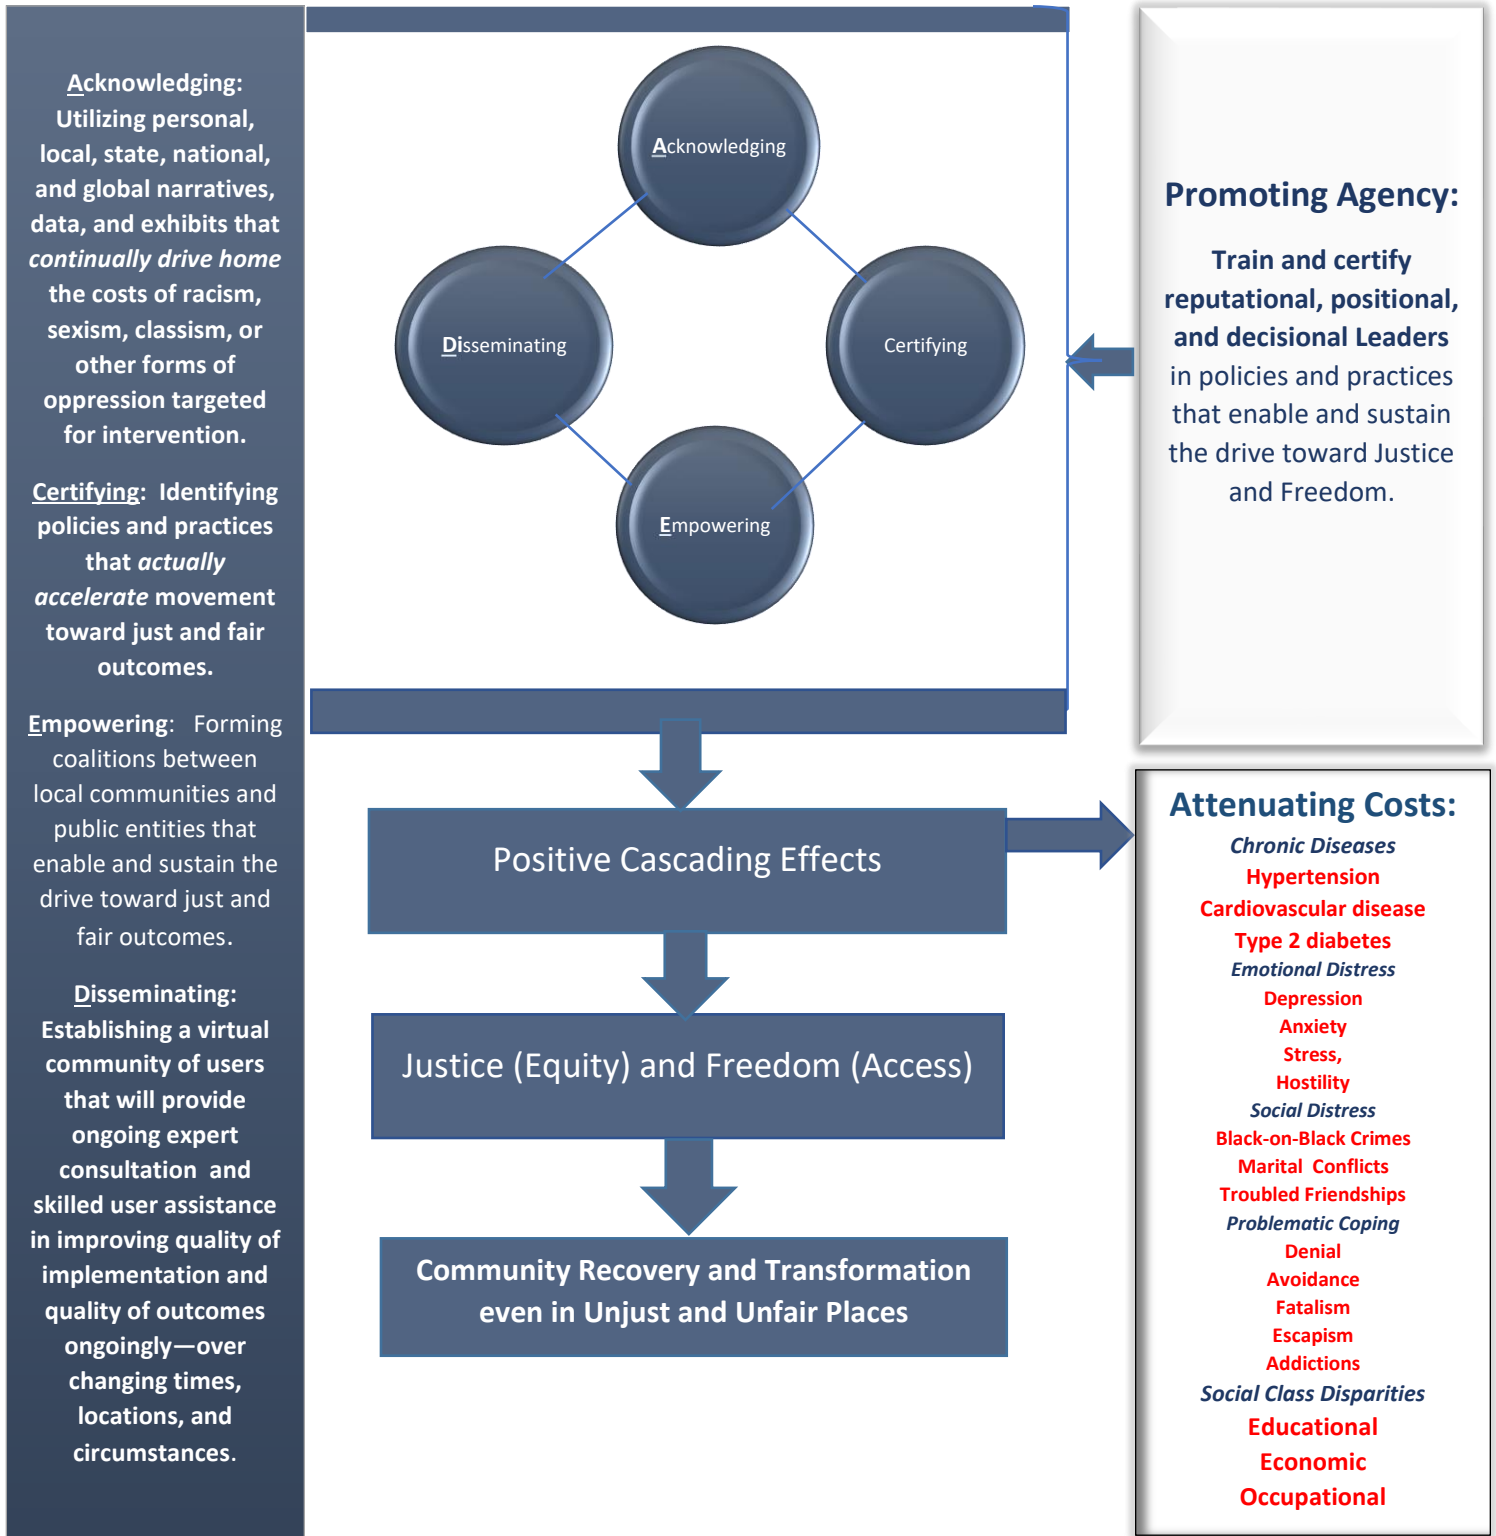 Acknowledging:
Utilizing personal,
local, state, national,
and global narratives,
data, and exhibits that
continually drive home
the costs of racism,
sexism, classism, or
other forms of
oppression targeted
for intervention.
Certifying: Identifying
policies and practices
that actually
accelerate movement
toward just and fair
outcomes.
Empowering: Forming
coalitions between
local communities and
public entities that
enable and sustain the
drive toward just and
fair outcomes.
Disseminating:
Establishing a virtual
community of users
that will provide
ongoing expert
consultation and
skilled user assistance
in improving quality of
implementation and
quality of outcomes
ongoingly—over
changing times,
locations, and
circumstances.
Acknowledging
Disseminating
Certifying
Empowering
Positive Cascading Effects
Justice (Equity) and Freedom (Access)
Community Recovery and Transformation
even in Unjust and Unfair Places
Promoting Agency:
Train and certify
reputational, positional,
and decisional Leaders
in policies and practices
that enable and sustain
the drive toward Justice
and Freedom.
Attenuating Costs:
Chronic Diseases
Hypertension
Cardiovascular disease
Type 2 diabetes
Emotional Distress
Depression
Anxiety
Stress,
Hostility
Social Distress
Black-on-Black Crimes
Marital Conflicts
Troubled Friendships
Problematic Coping
Denial
Avoidance
Fatalism
Escapism
Addictions
Social Class Disparities
Educational
Economic
Occupational